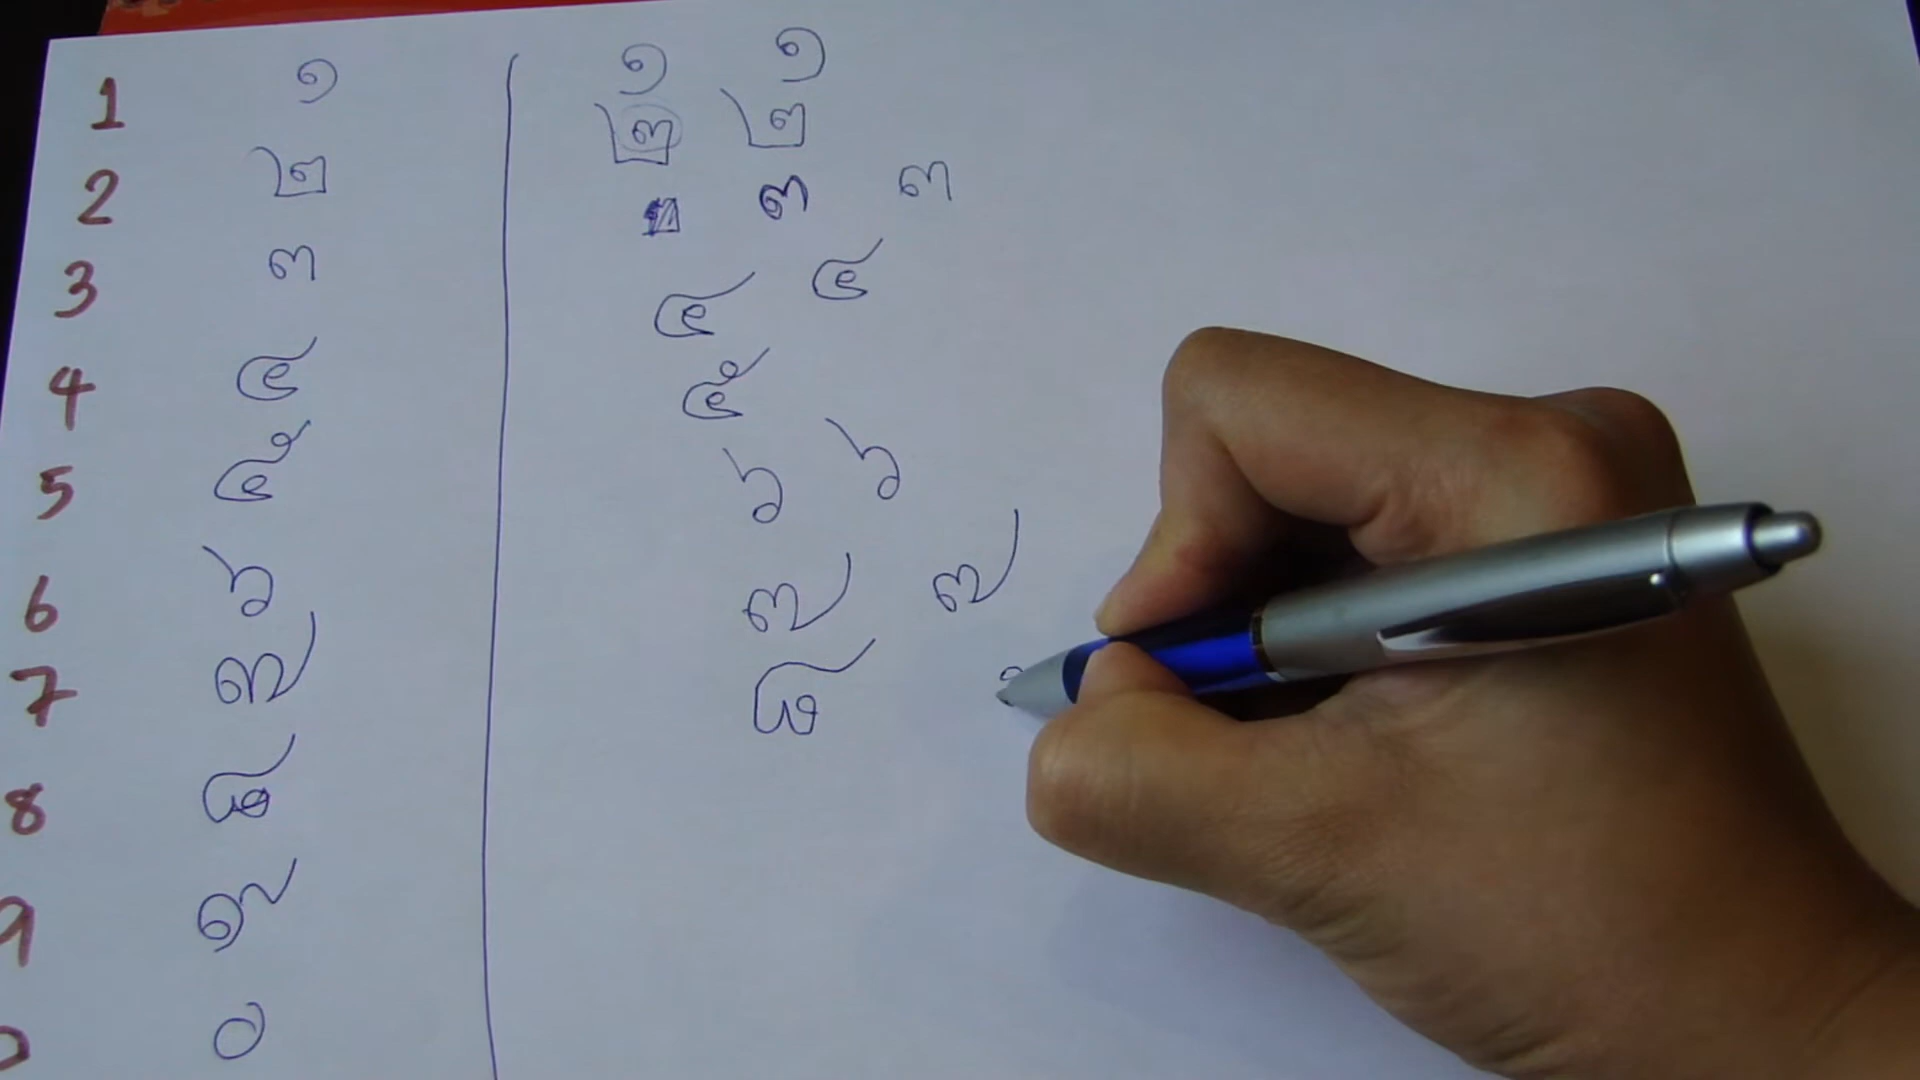 1 ๑ ๑ ๑
2 ๒ ๒ ๒
3 ๓ ๓ ๓
4 ๔ ๔ ๔
5 ๕ ๕
6 ๖ ๖ ๖
7 ๗ ๗ ๗
8 ๘ ๘
9 ๙
0 ๐